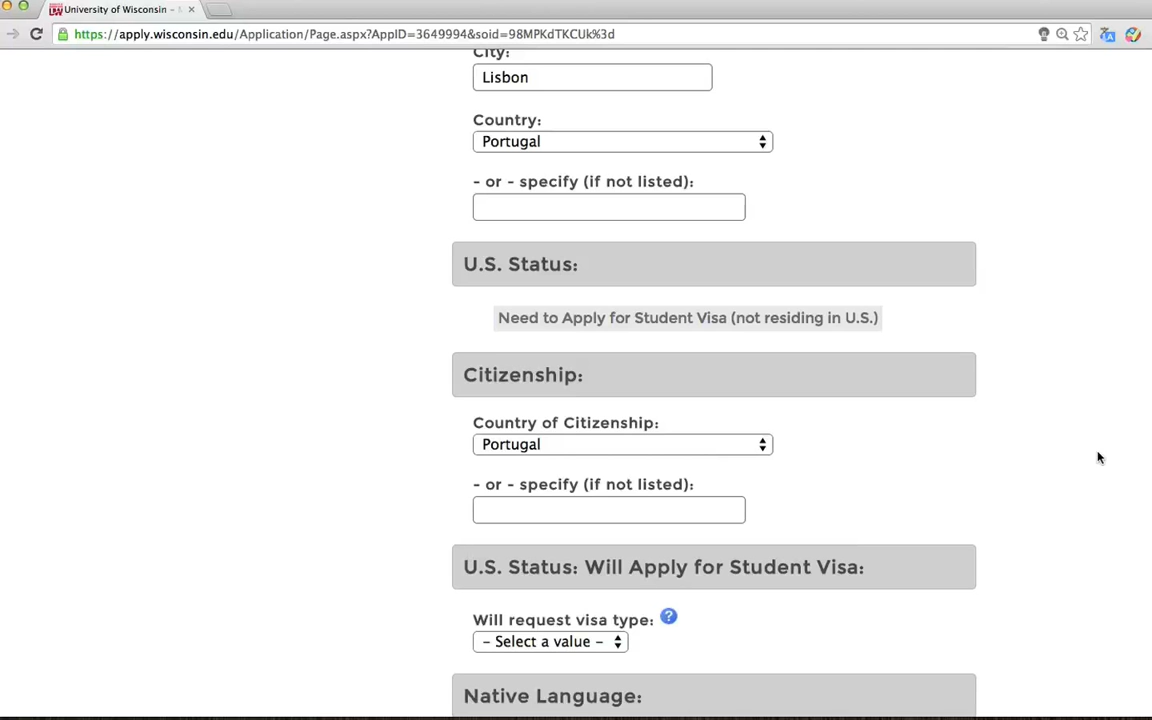 University of Wisconsin –
https://apply.wisconsin.edu/Application/Page.aspx?AppID=3649994&soid=98MPKdTKCUk%3d
City:
Lisbon
Country:
Portugal
- or - specify (if not listed):
U.S. Status:
Need to Apply for Student Visa (not residing in U.S.)
Citizenship:
Country of Citizenship:
Portugal
- or - specify (if not listed):
U.S. Status: Will Apply for Student Visa:
Will request visa type: ?
– Select a value –
Native Language: